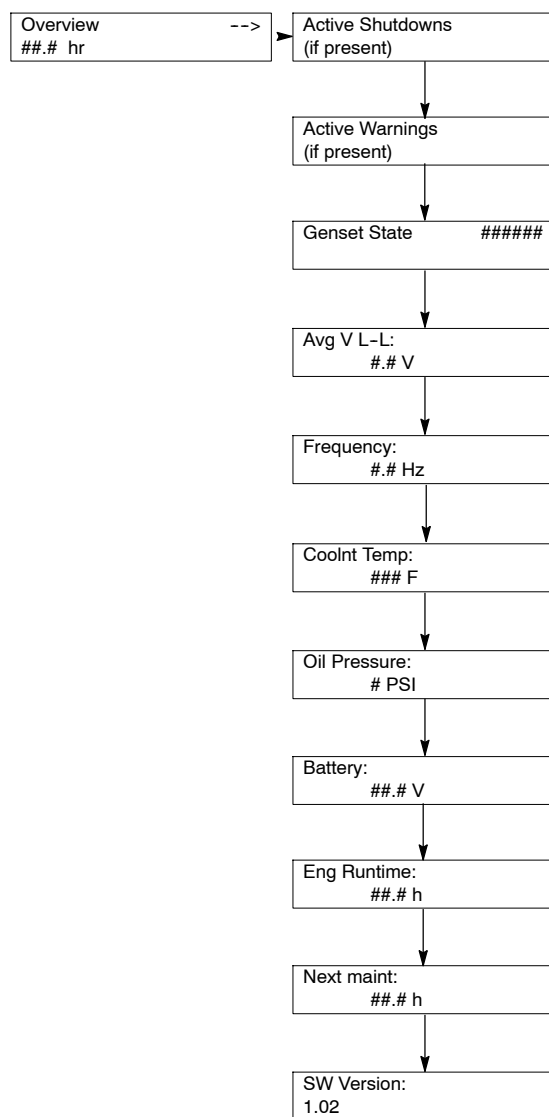 Overview -->
##.# hr
Active Shutdowns
(if present)
Active Warnings
(if present)
Genset State ######
Avg V L-L:
#.# V
Frequency:
#.# Hz
Coolnt Temp:
### F
Oil Pressure:
# PSI
Battery:
##.# V
Eng Runtime:
##.# h
Next maint:
##.# h
SW Version:
1.02